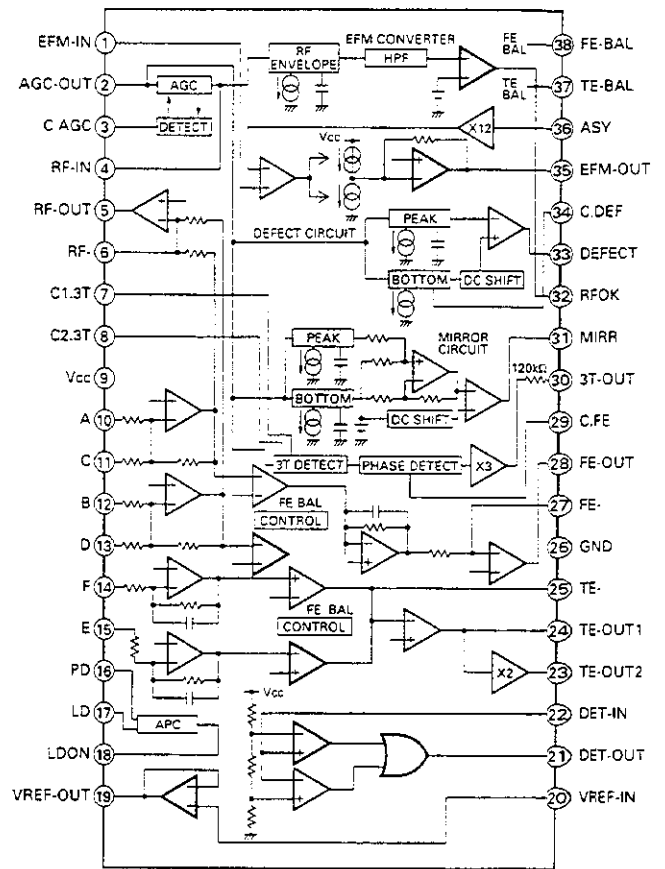 EFM-IN 1
AGC-OUT 2
C AGC 3
RF-IN 4
RF-OUT 5
RF- 6
C1.3T 7
C2.3T 8
Vcc 9
A 10
C 11
B 12
D 13
F 14
E 15
PD 16
LD 17
LDON 18
VREF-OUT 19
AGC
DETECT
EFM CONVERTER
RF ENVELOPE
HPF
FE BAL
TE BAL
X12
Vcc
PEAK
DEFECT CIRCUIT
BOTTOM
DC SHIFT
PEAK
MIRROR CIRCUIT
BOTTOM
DC SHIFT
120kΩ
3T DETECT
PHASE DETECT
X3
FE BAL
CONTROL
FE BAL
CONTROL
X2
APC
Vcc
38 FE-BAL
37 TE-BAL
36 ASY
35 EFM-OUT
34 C.DEF
33 DEFECT
32 RFOK
31 MIRR
30 3T-OUT
29 C.FE
28 FE-OUT
27 FE-
26 GND
25 TE-
24 TE-OUT1
23 TE-OUT2
22 DET-IN
21 DET-OUT
20 VREF-IN